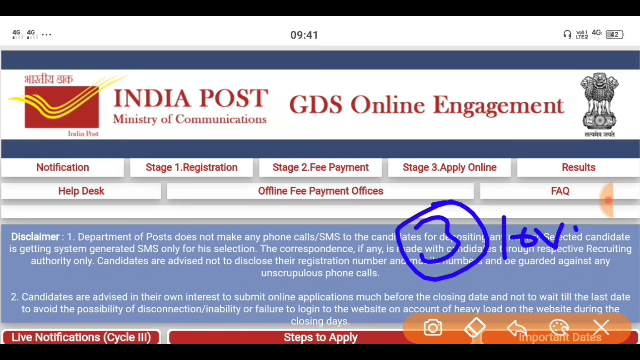 4G 4G ... 09:41 4G 42
भारतीय डाक
India Post
INDIA POST
Ministry of Communications
GDS Online Engagement
सत्यमेव जयते
Notification Stage 1.Registration Stage 2.Fee Payment Stage 3.Apply Online Results
Help Desk Offline Fee Payment Offices FAQ
3
Disclaimer : 1. Department of Posts does not make any phone calls/SMS to the candidates for depositing any Selected candidate
is getting system generated SMS only for his selection. The correspondence, if any, is made with candidates through respective Recruiting
authority only. Candidates are advised not to disclose their registration number and mobile numbers and be guarded against any
unscrupulous phone calls.
2. Candidates are advised in their own interest to submit online applications much before the closing date and not to wait till the last date
to avoid the possibility of disconnection/inability or failure to login to the website on account of heavy load on the website during the
closing days.
Live Notifications (Cycle III) Steps to Apply Important Dates